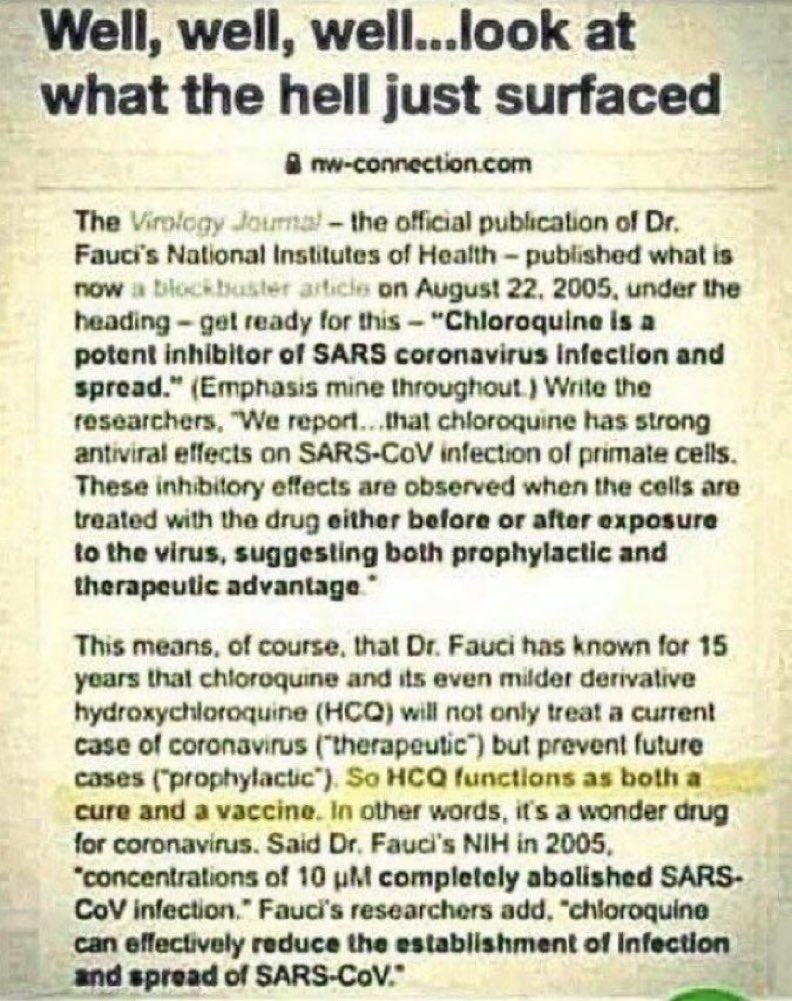 Well, well, well...look at
what the hell just surfaced
nw-connection.com
The Virology Journal – the official publication of Dr.
Fauci's National Institutes of Health – published what is
now a blockbuster article on August 22, 2005, under the
heading – get ready for this – "Chloroquine is a
potent inhibitor of SARS coronavirus infection and
spread." (Emphasis mine throughout.) Write the
researchers, "We report...that chloroquine has strong
antiviral effects on SARS-CoV infection of primate cells.
These inhibitory effects are observed when the cells are
treated with the drug either before or after exposure
to the virus, suggesting both prophylactic and
therapeutic advantage."
This means, of course, that Dr. Fauci has known for 15
years that chloroquine and its even milder derivative
hydroxychloroquine (HCQ) will not only treat a current
case of coronavirus ("therapeutic") but prevent future
cases ("prophylactic"). So HCQ functions as both a
cure and a vaccine. In other words, it's a wonder drug
for coronavirus. Said Dr. Fauci's NIH in 2005,
"concentrations of 10 μM completely abolished SARS-
CoV infection." Fauci's researchers add, "chloroquine
can effectively reduce the establishment of infection
and spread of SARS-CoV."